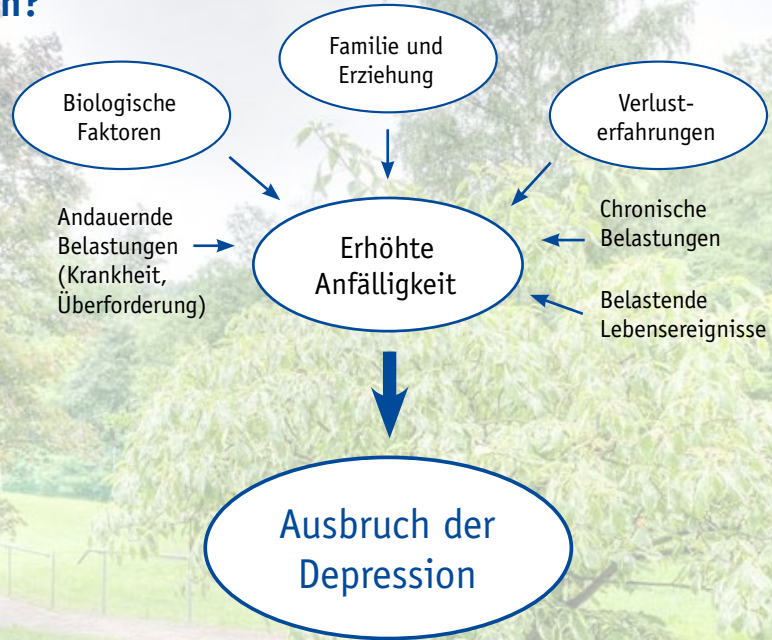 n?
Familie und
Erziehung
Biologische
Faktoren
Verlust-
erfahrungen
Andauernde
Belastungen
(Krankheit,
Überforderung)
Erhöhte
Anfälligkeit
Chronische
Belastungen
Belastende
Lebensereignisse
Ausbruch der
Depression